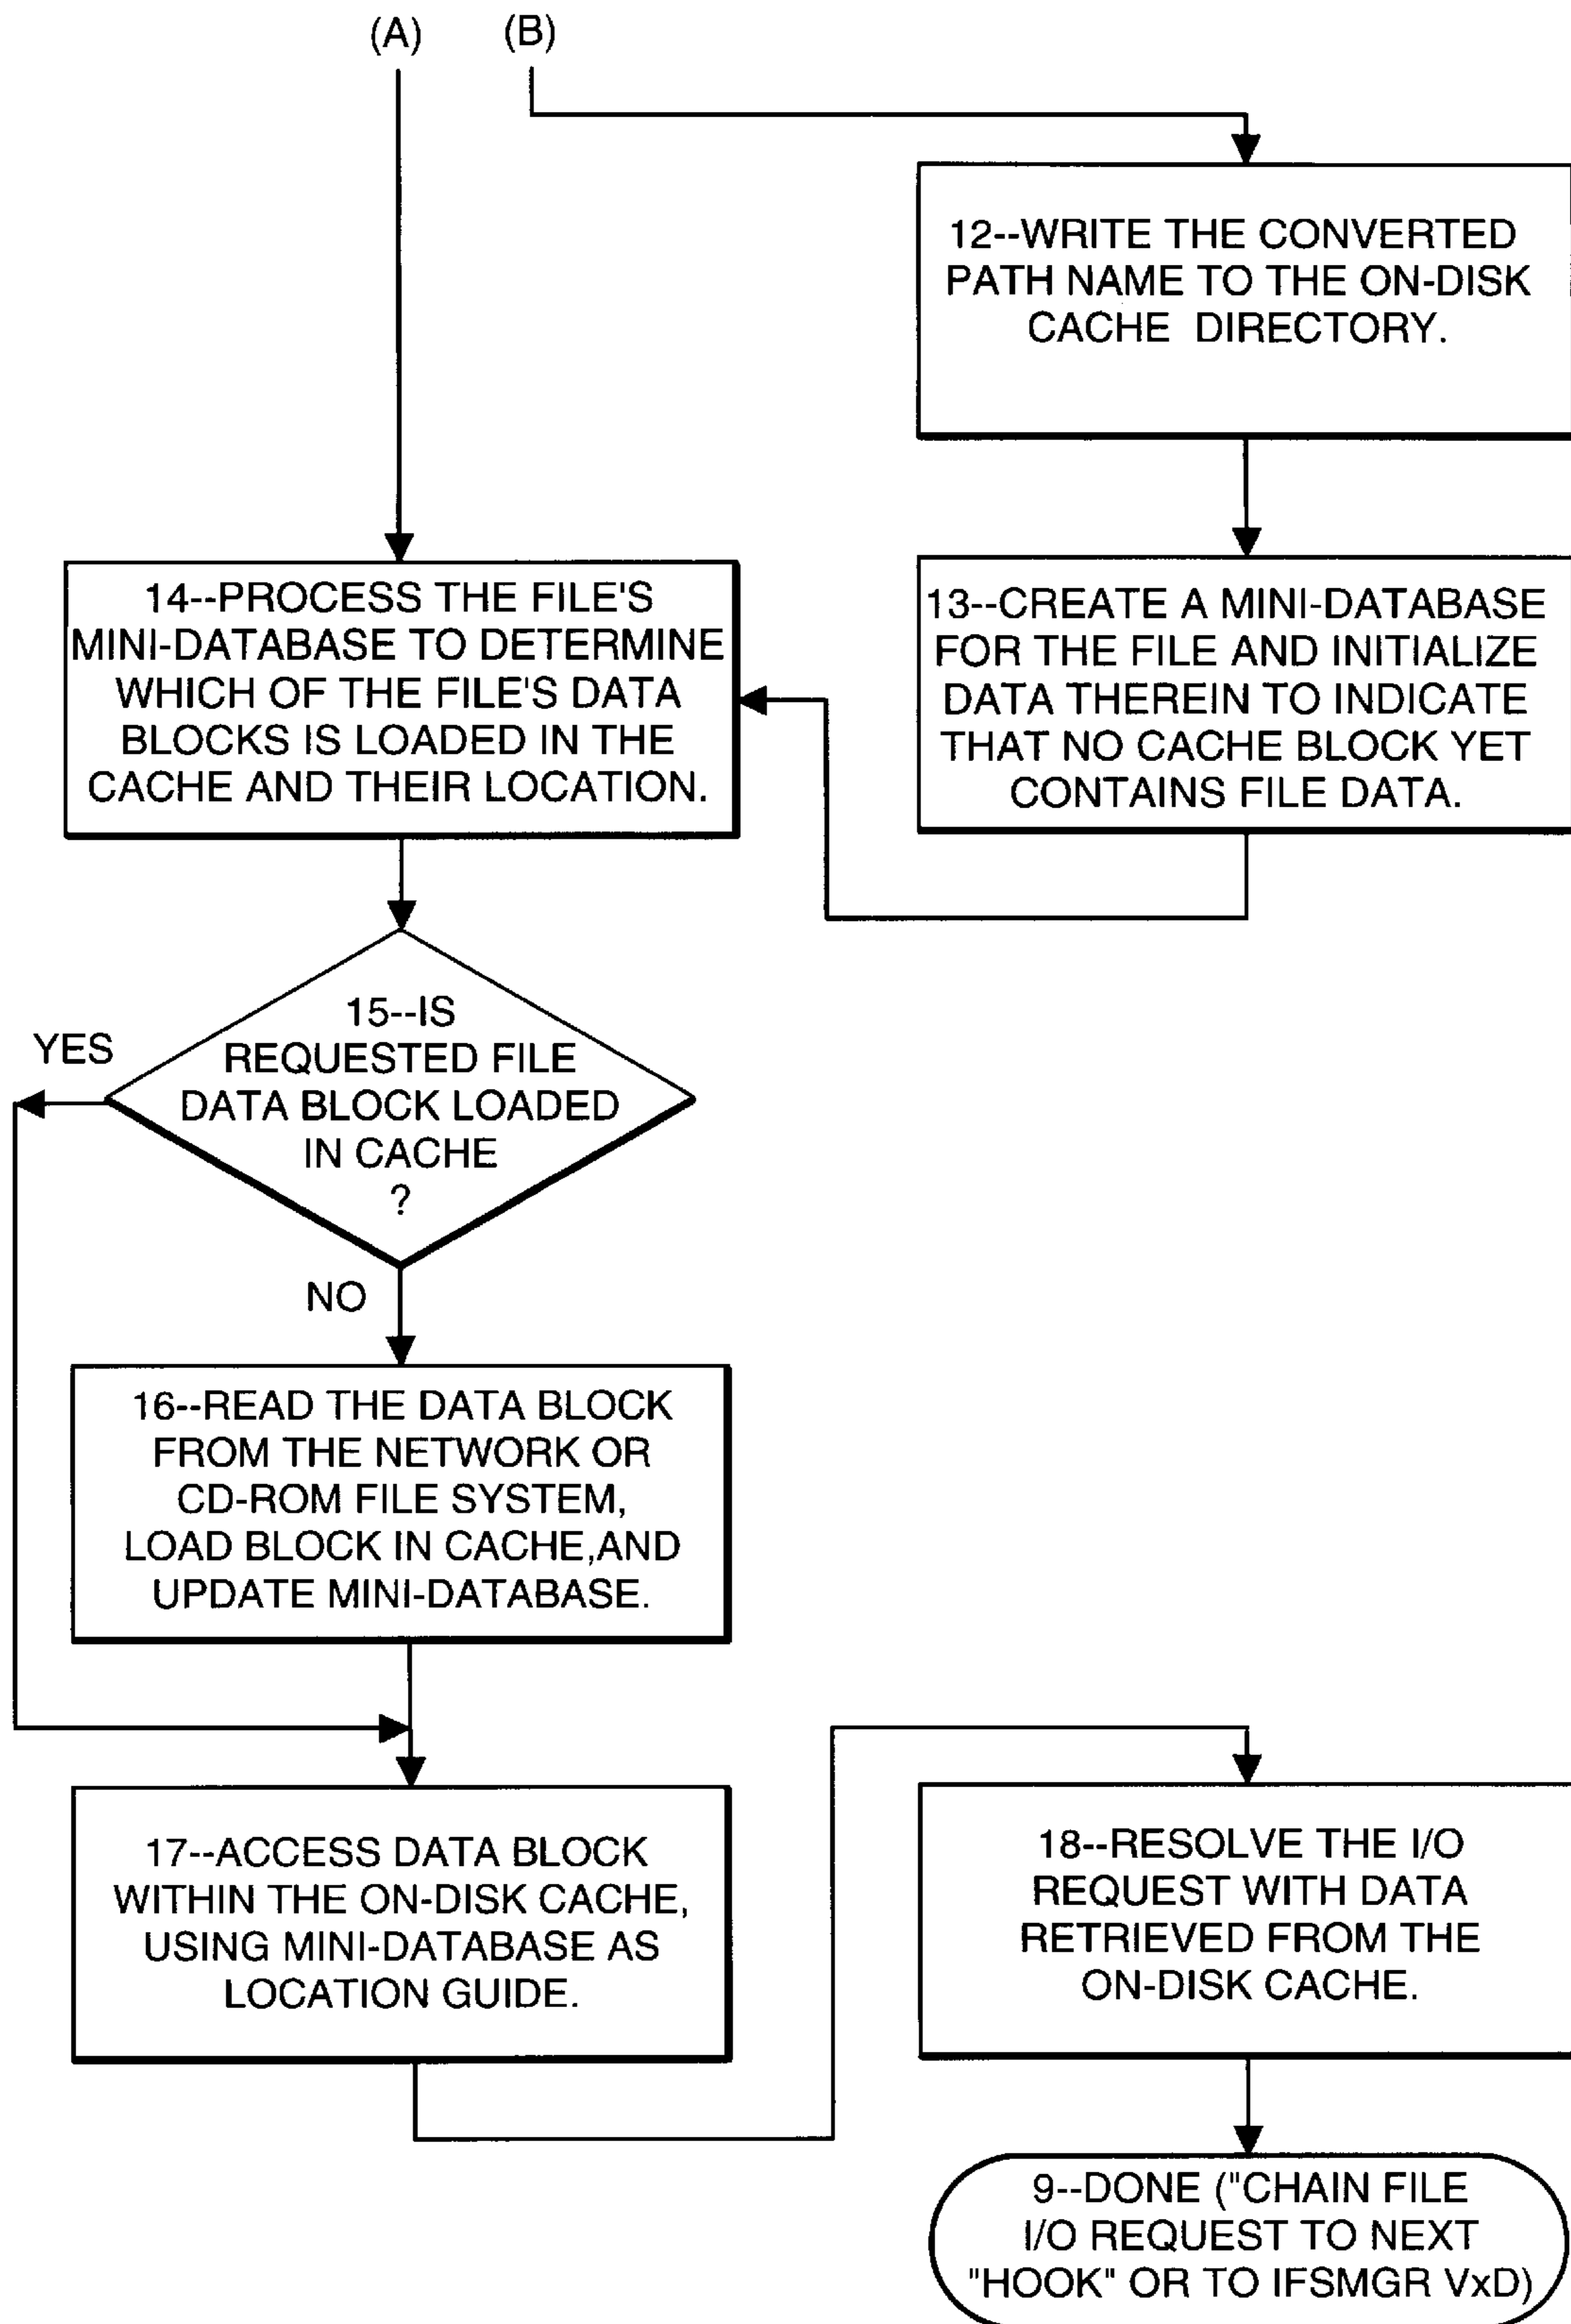 (A)
(B)
12--WRITE THE CONVERTED
PATH NAME TO THE ON-DISK
CACHE DIRECTORY.
14--PROCESS THE FILE'S
MINI-DATABASE TO DETERMINE
WHICH OF THE FILE'S DATA
BLOCKS IS LOADED IN THE
CACHE AND THEIR LOCATION.
13--CREATE A MINI-DATABASE
FOR THE FILE AND INITIALIZE
DATA THEREIN TO INDICATE
THAT NO CACHE BLOCK YET
CONTAINS FILE DATA.
15--IS
REQUESTED FILE
DATA BLOCK LOADED
IN CACHE
?
YES
NO
16--READ THE DATA BLOCK
FROM THE NETWORK OR
CD-ROM FILE SYSTEM,
LOAD BLOCK IN CACHE,AND
UPDATE MINI-DATABASE.
17--ACCESS DATA BLOCK
WITHIN THE ON-DISK CACHE,
USING MINI-DATABASE AS
LOCATION GUIDE.
18--RESOLVE THE I/O
REQUEST WITH DATA
RETRIEVED FROM THE
ON-DISK CACHE.
9--DONE ("CHAIN FILE
I/O REQUEST TO NEXT
"HOOK" OR TO IFSMGR VxD)